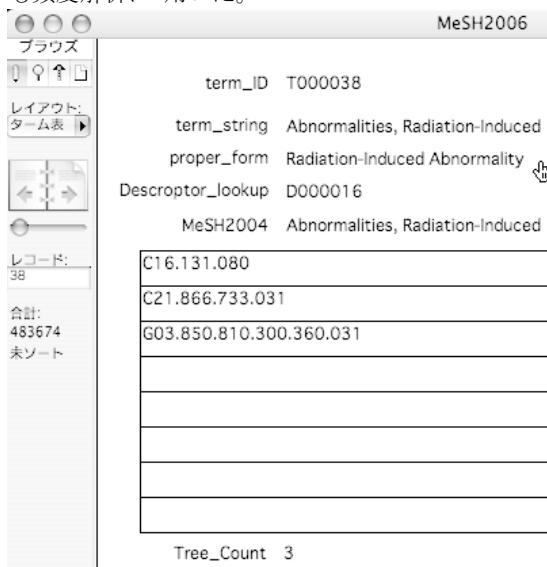 MeSH2006
ブラウズ
レイアウト:
ターム表
レコード:
38
合計:
483674
未ソート
term_ID T000038
term_string Abnormalities, Radiation-Induced
proper_form Radiation-Induced Abnormality
Descroptor_lookup D000016
MeSH2004 Abnormalities, Radiation-Induced
C16.131.080
C21.866.733.031
G03.850.810.300.360.031
Tree_Count 3